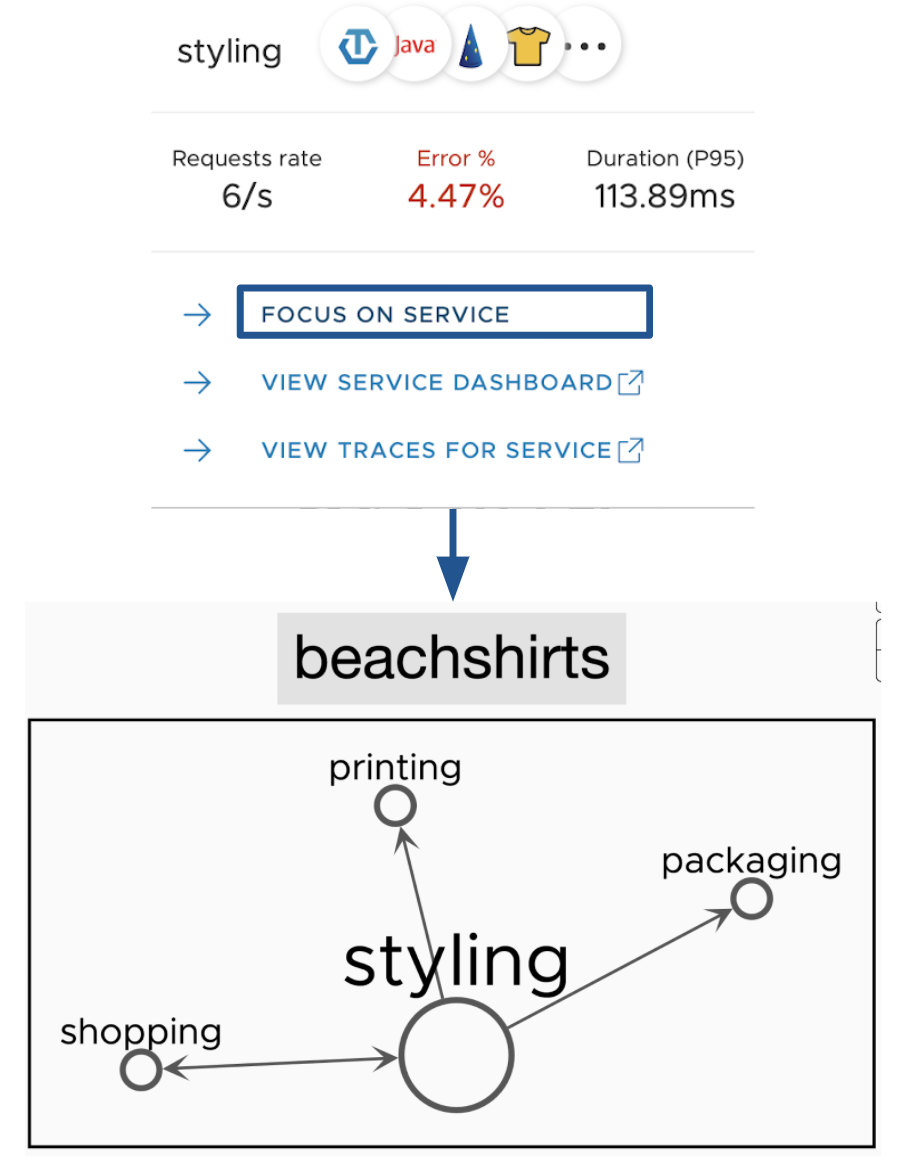 styling
Java
Requests rate
Error %
Duration (P95)
6/s
4.47%
113.89ms
FOCUS ON SERVICE
VIEW SERVICE DASHBOARD
VIEW TRACES FOR SERVICE
beachshirts
printing
packaging
styling
shopping